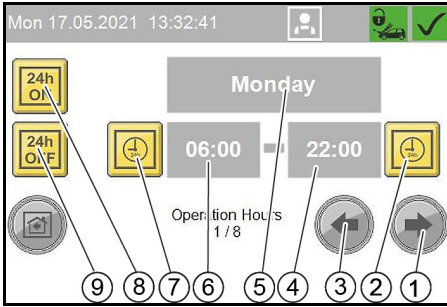 Mon 17.05.2021 13:32:41
24h
ON
Monday
24h
OFF
24h
06:00
22:00
24h
Operation Hours
1 / 8
9 8 7 6 5 4 3 2 1